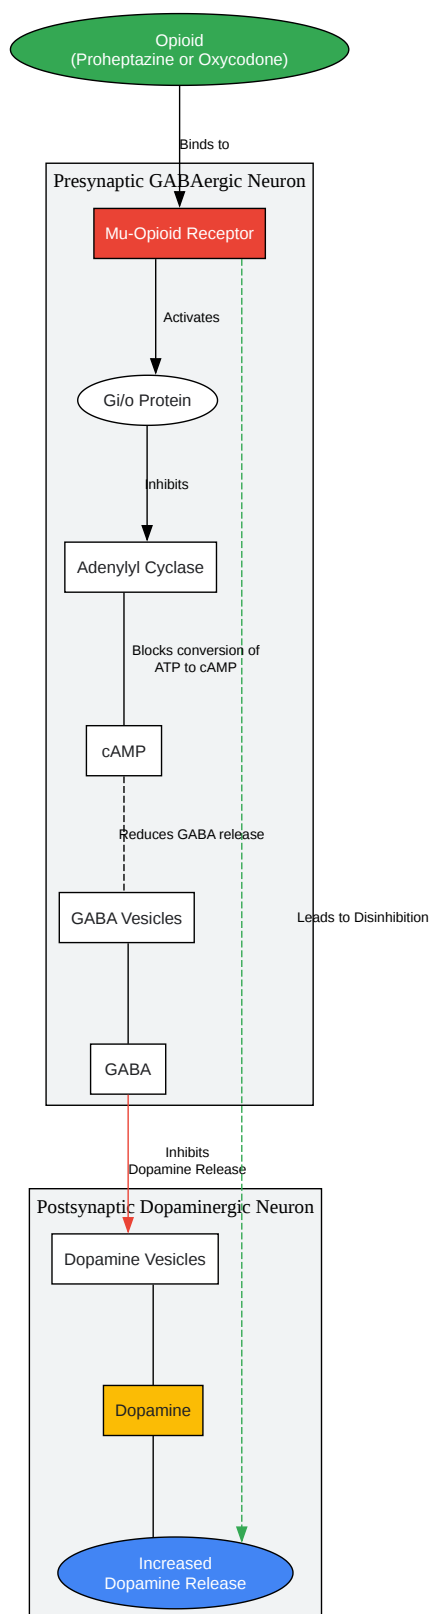 Opioid
(Proheptazine or Oxycodone)
Binds to
Presynaptic GABAergic Neuron
Mu-Opioid Receptor
Activates
Gi/o Protein
Inhibits
Adenylyl Cyclase
Blocks conversion of
ATP to cAMP
cAMP
Reduces GABA release
GABA Vesicles
Leads to Disinhibition
GABA
Inhibits
Dopamine Release
Postsynaptic Dopaminergic Neuron
Dopamine Vesicles
Dopamine
Increased
Dopamine Release